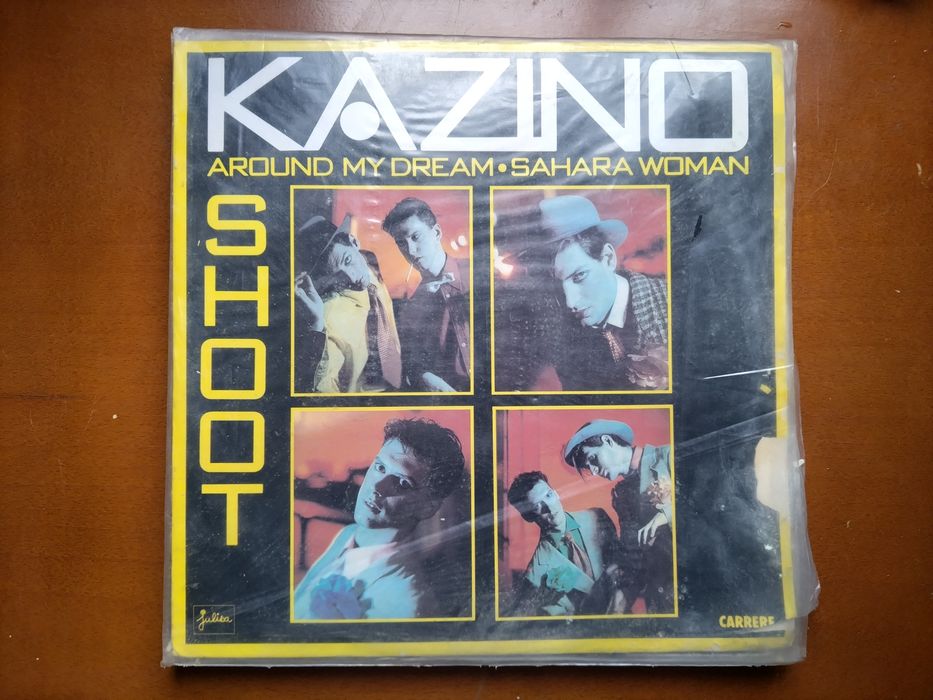 KAZINO
AROUND MY DREAM • SAHARA WOMAN
SHOOT
julisa
CARRERE